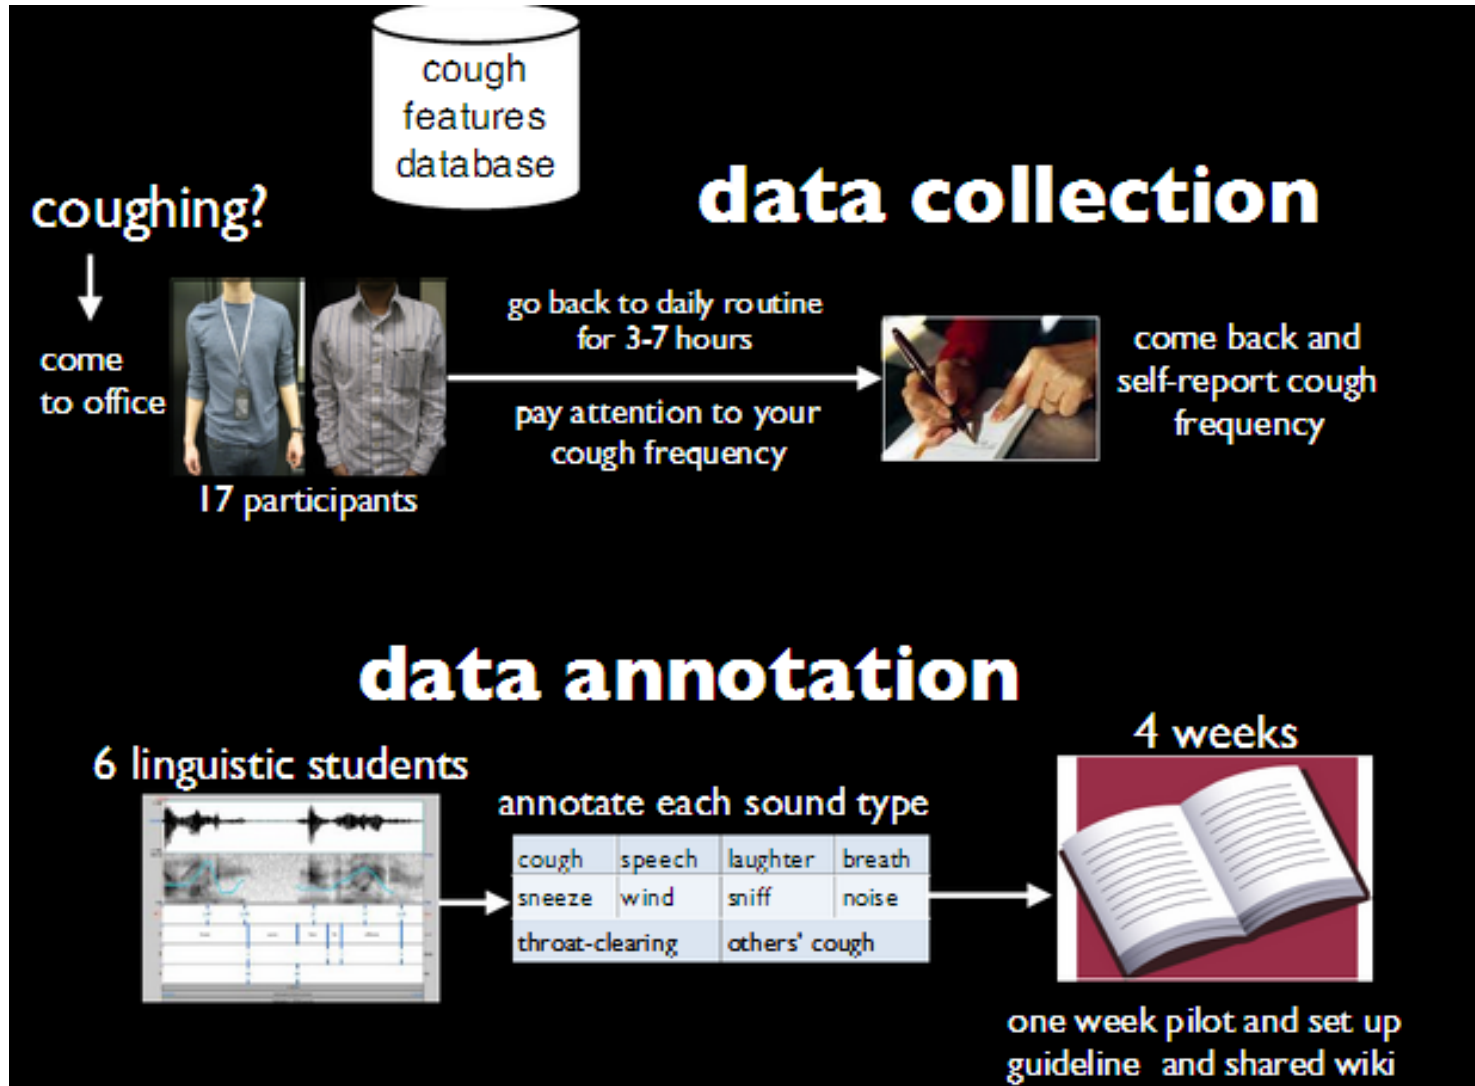 cough
features
database
data collection
coughing?
come
to office
17 participants
go back to daily routine
for 3-7 hours
pay attention to your
cough frequency
come back and
self-report cough
frequency
data annotation
6 linguistic students
annotate each sound type
cough speech laughter breath
sneeze wind sniff noise
throat-clearing others' cough
4 weeks
one week pilot and set up
guideline and shared wiki